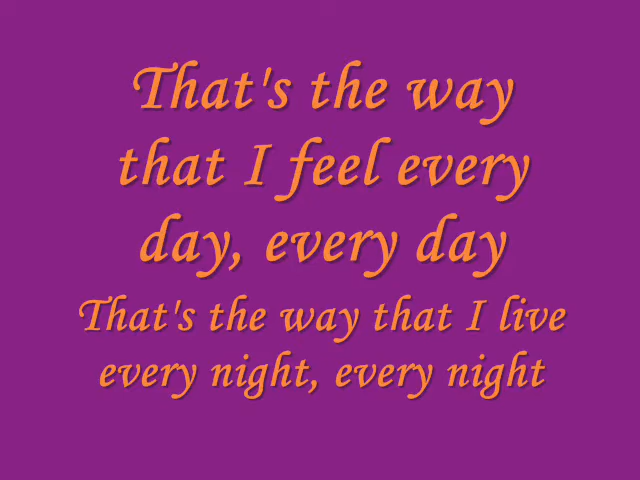 That's the way
that I feel every
day, every day
That's the way that I live
every night, every night